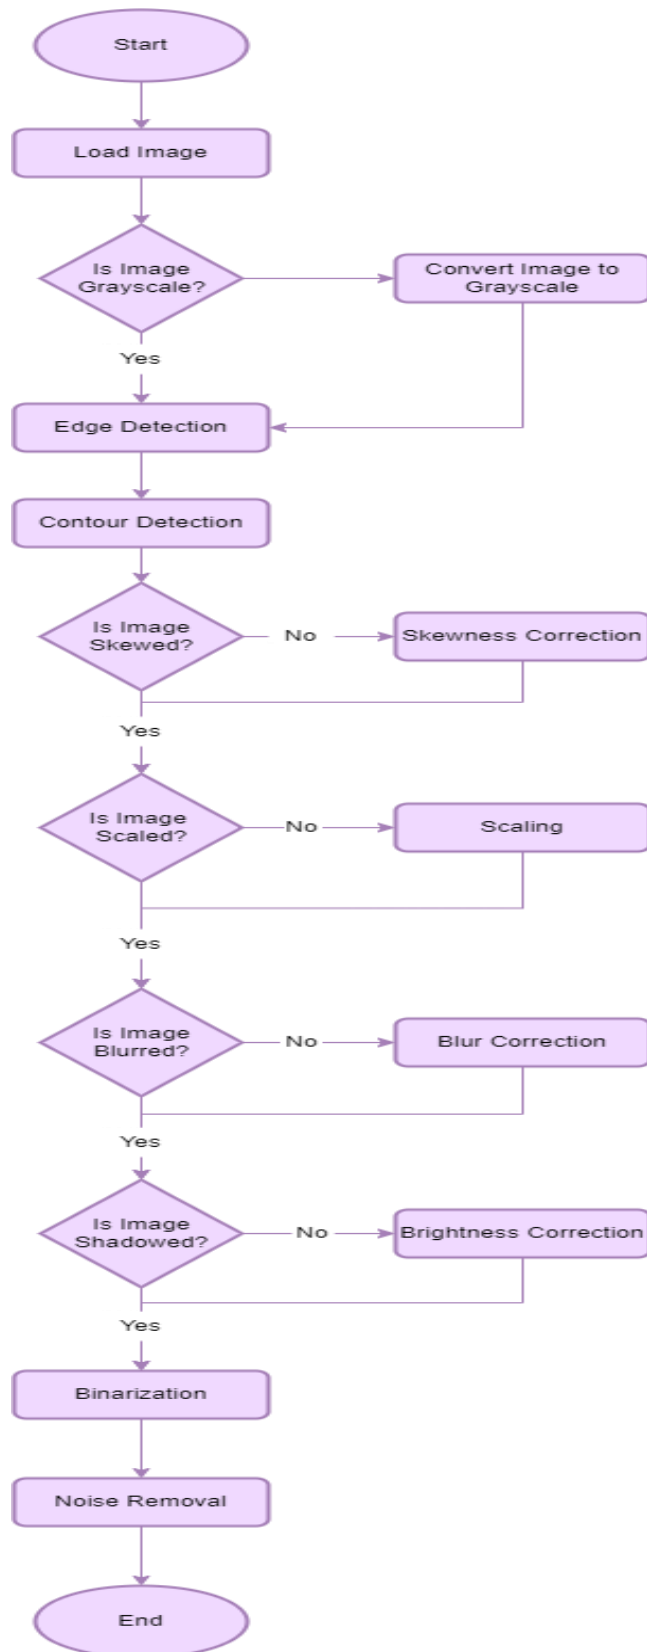 Start
Load Image
Is Image
Grayscale?
Convert Image to
Grayscale
Yes
Edge Detection
Contour Detection
Is Image
Skewed?
No
Skewness Correction
Yes
Is Image
Scaled?
No
Scaling
Yes
Is Image
Blurred?
No
Blur Correction
Yes
Is Image
Shadowed?
No
Brightness Correction
Yes
Binarization
Noise Removal
End